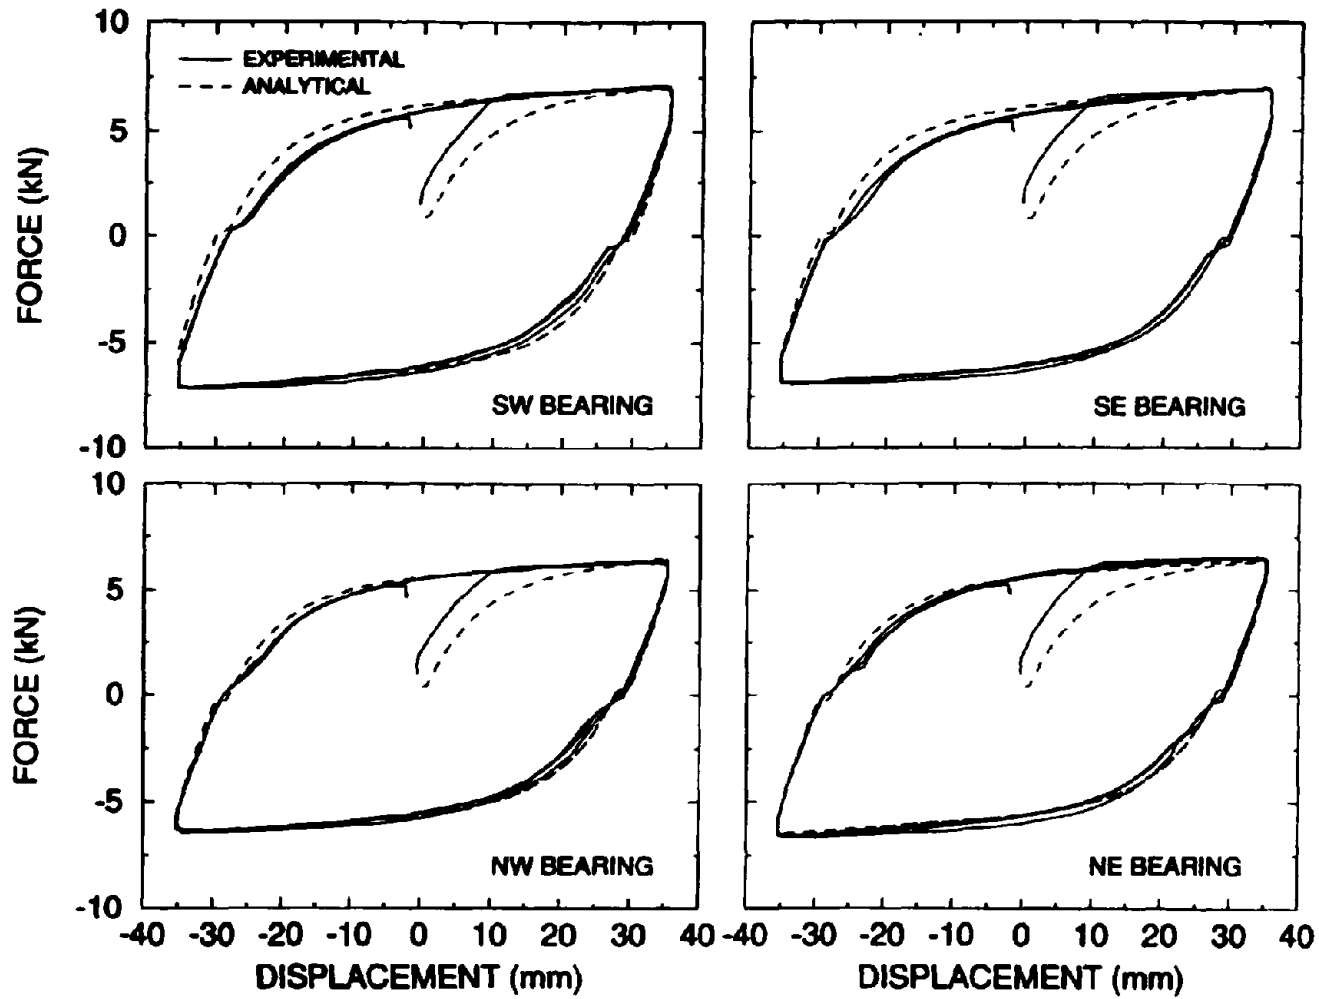 10
5
0
-5
-10
FORCE (kN)
EXPERIMENTAL
ANALYTICAL
SW BEARING
SE BEARING
10
5
0
-5
-10
FORCE (kN)
NW BEARING
NE BEARING
-40 -30 -20 -10 0 10 20 30 40
-40 -30 -20 -10 0 10 20 30 40
DISPLACEMENT (mm)
DISPLACEMENT (mm)